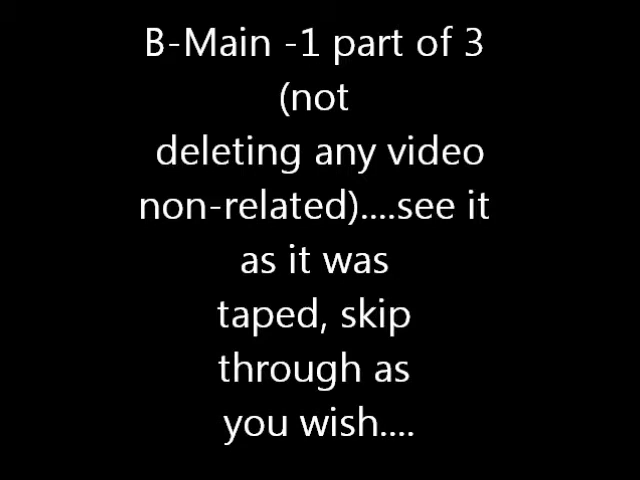 B-Main -1 part of 3
(not
deleting any video
non-related)....see it
as it was
taped, skip
through as
you wish....